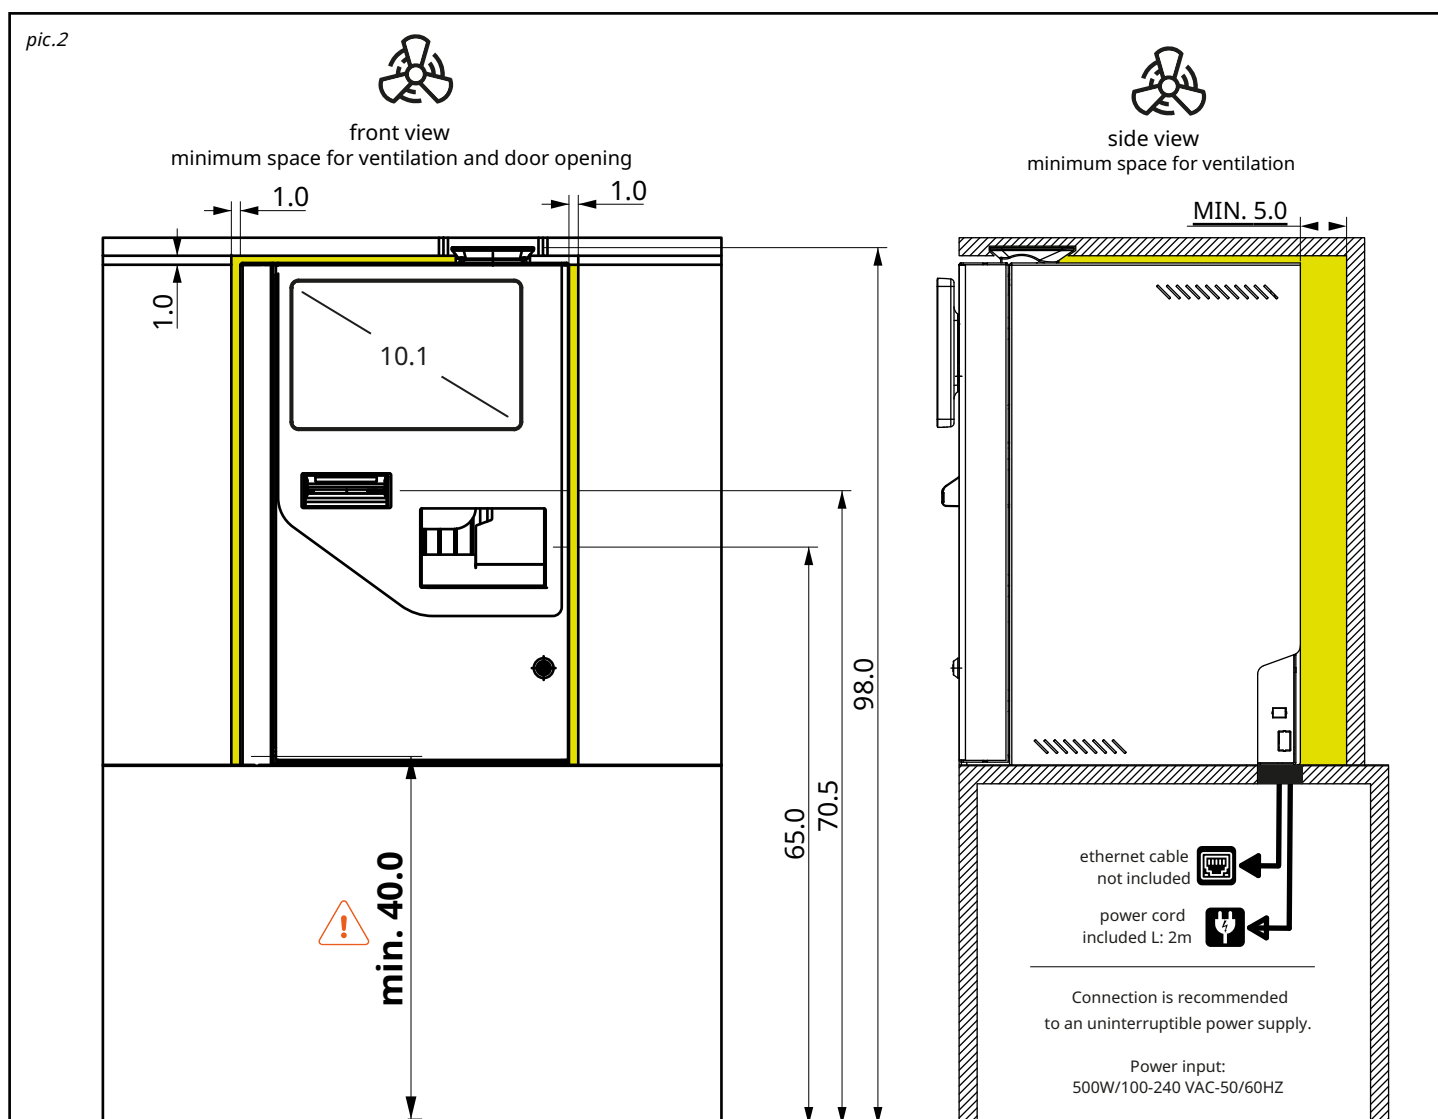 pic.2
front view
minimum space for ventilation and door opening
side view
minimum space for ventilation
1.0
1.0
MIN. 5.0
1.0
10.1
98.0
70.5
65.0
min. 40.0
!
ethernet cable
not included
power cord
included L: 2m
Connection is recommended
to an uninterruptible power supply.
Power input:
500W/100-240 VAC-50/60HZ